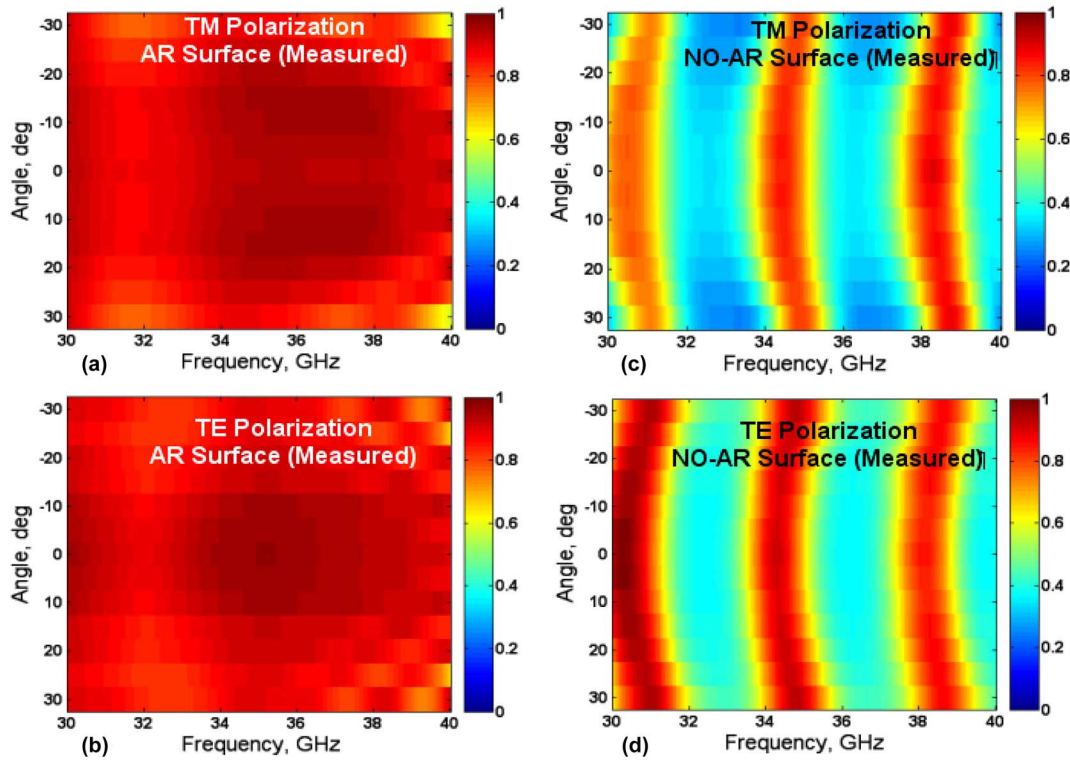 TM Polarization
AR Surface (Measured)
-30
-20
-10
0
10
20
30
Angle, deg
30 32 34 36 38 40
Frequency, GHz
(a)
1
0.8
0.6
0.4
0.2
0
TM Polarization
NO-AR Surface (Measured)
-30
-20
-10
0
10
20
30
Angle, deg
30 32 34 36 38 40
Frequency, GHz
(c)
1
0.8
0.6
0.4
0.2
0
TE Polarization
AR Surface (Measured)
-30
-20
-10
0
10
20
30
Angle, deg
30 32 34 36 38 40
Frequency, GHz
(b)
1
0.8
0.6
0.4
0.2
0
TE Polarization
NO-AR Surface (Measured)
-30
-20
-10
0
10
20
30
Angle, deg
30 32 34 36 38 40
Frequency, GHz
(d)
1
0.8
0.6
0.4
0.2
0